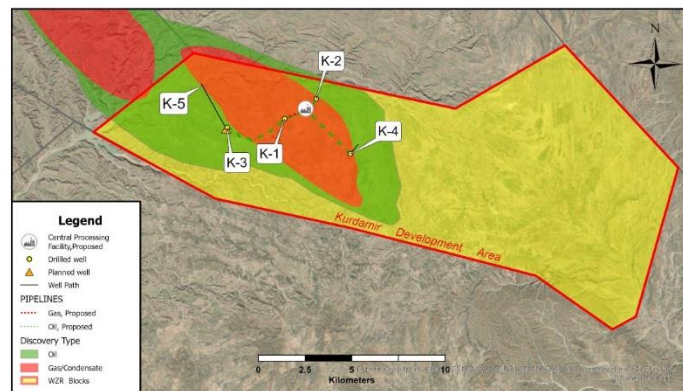 N
K-2
K-5
K-4
K-1
K-3
Kurdamir Development Area
Legend
Central Processing
Facility,Proposed
Drilled well
Planned well
Well Path
PIPELINES
Gas, Proposed
Oil, Proposed
Discovery Type
Oil
Gas/Condensate
WZR Blocks
0 2.5 5 10
Kilometers